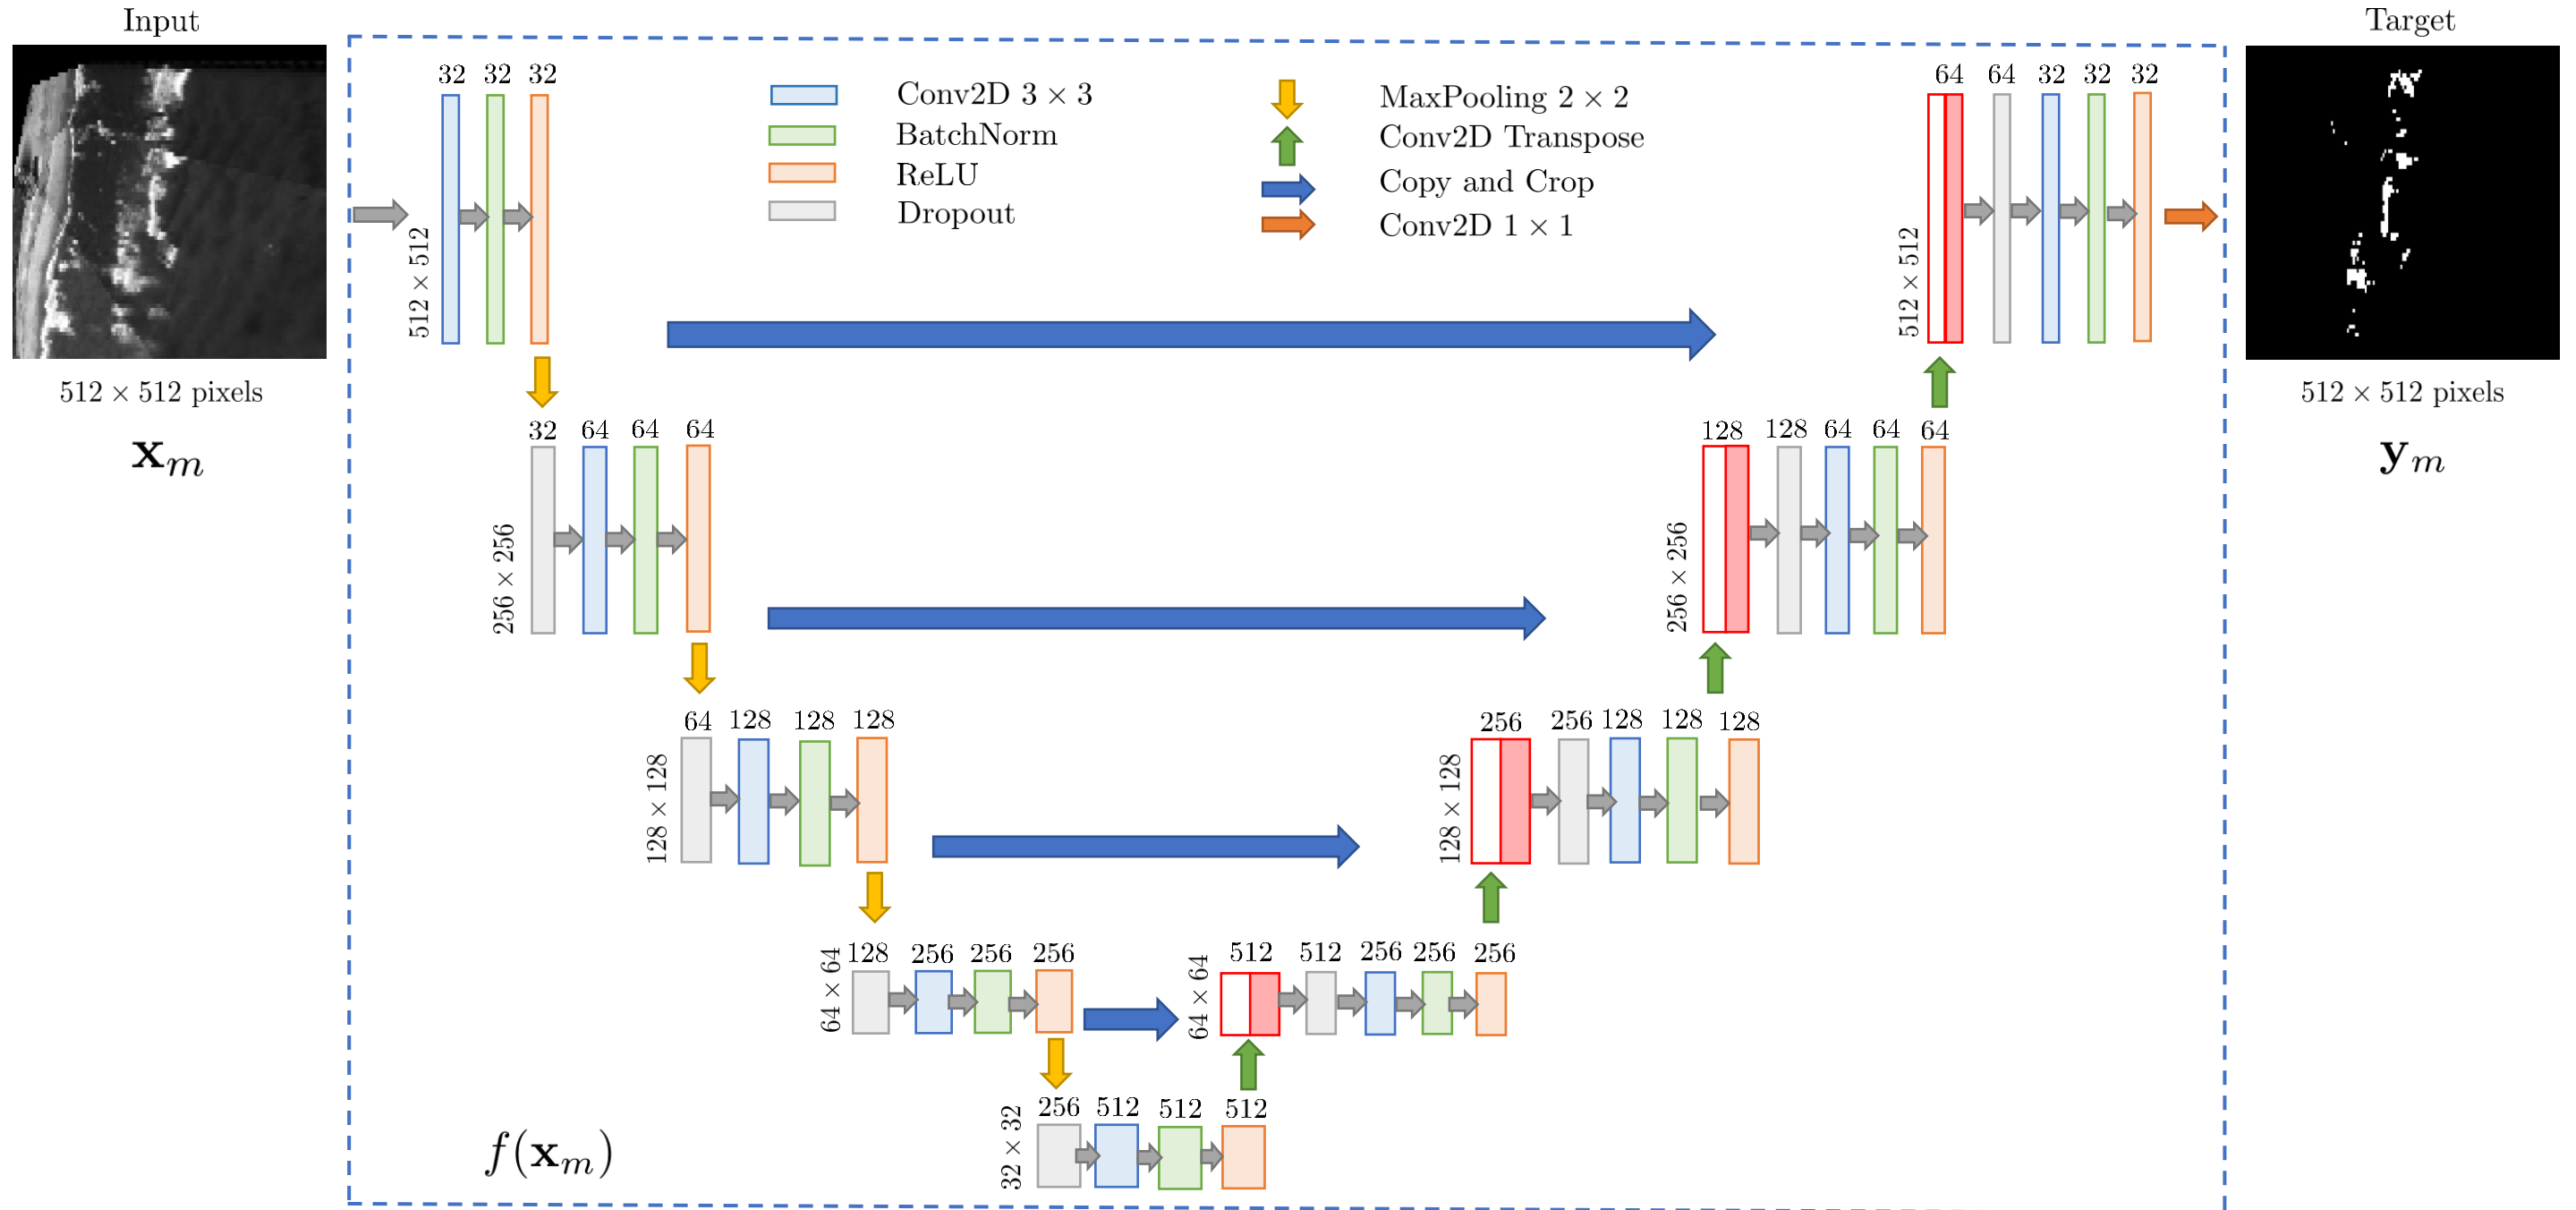 Input
Target
32 32 32
Conv2D 3 × 3
BatchNorm
ReLU
Dropout
MaxPooling 2 × 2
Conv2D Transpose
Copy and Crop
Conv2D 1 × 1
64 64 32 32 32
512 × 512
512 × 512
512 × 512 pixels
512 × 512 pixels
x_m
y_m
32 64 64 64
256 × 256
128 128 64 64 64
256 × 256
64 128 128 128
128 × 128
256 256 128 128 128
128 × 128
128 256 256 256
64 × 64
512 512 256 256 256
64 × 64
256 512 512 512
32 × 32
f(x_m)